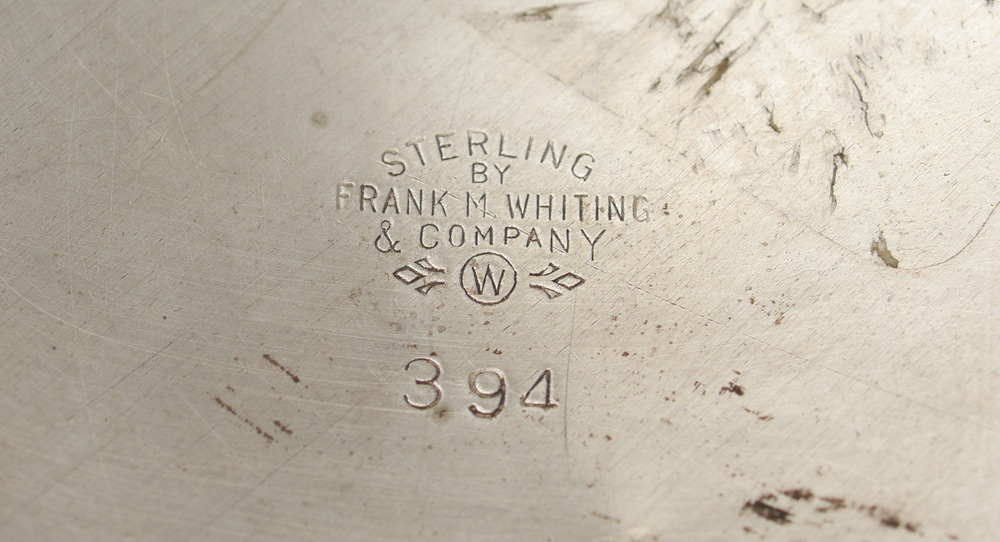 STERLING
BY
FRANK M. WHITING
& COMPANY
W
394